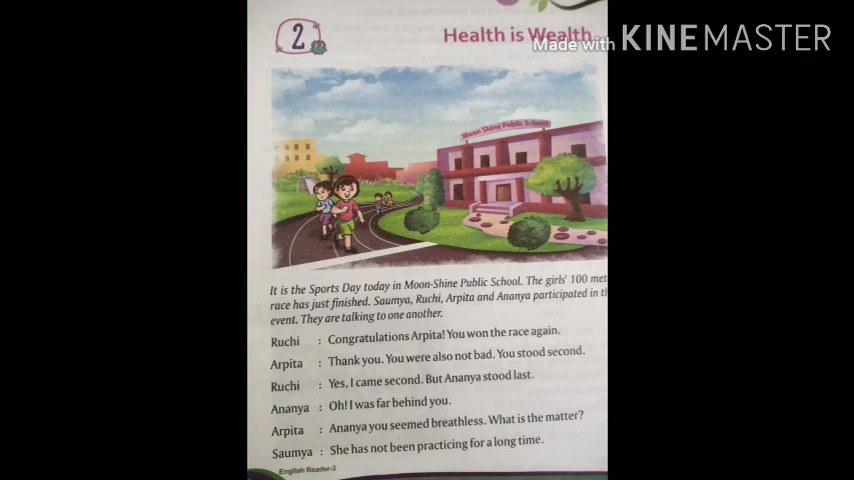 2
Health is Wealth
Made with KINEMASTER
Moon Shine Public School
It is the Sports Day today in Moon-Shine Public School. The girls' 100 met
race has just finished. Saumya, Ruchi, Arpita and Ananya participated in th
event. They are talking to one another.
Ruchi : Congratulations Arpita! You won the race again.
Arpita : Thank you. You were also not bad. You stood second.
Ruchi : Yes, I came second. But Ananya stood last.
Ananya : Oh! I was far behind you.
Arpita : Ananya you seemed breathless. What is the matter?
Saumya : She has not been practicing for a long time.
English Reader-3